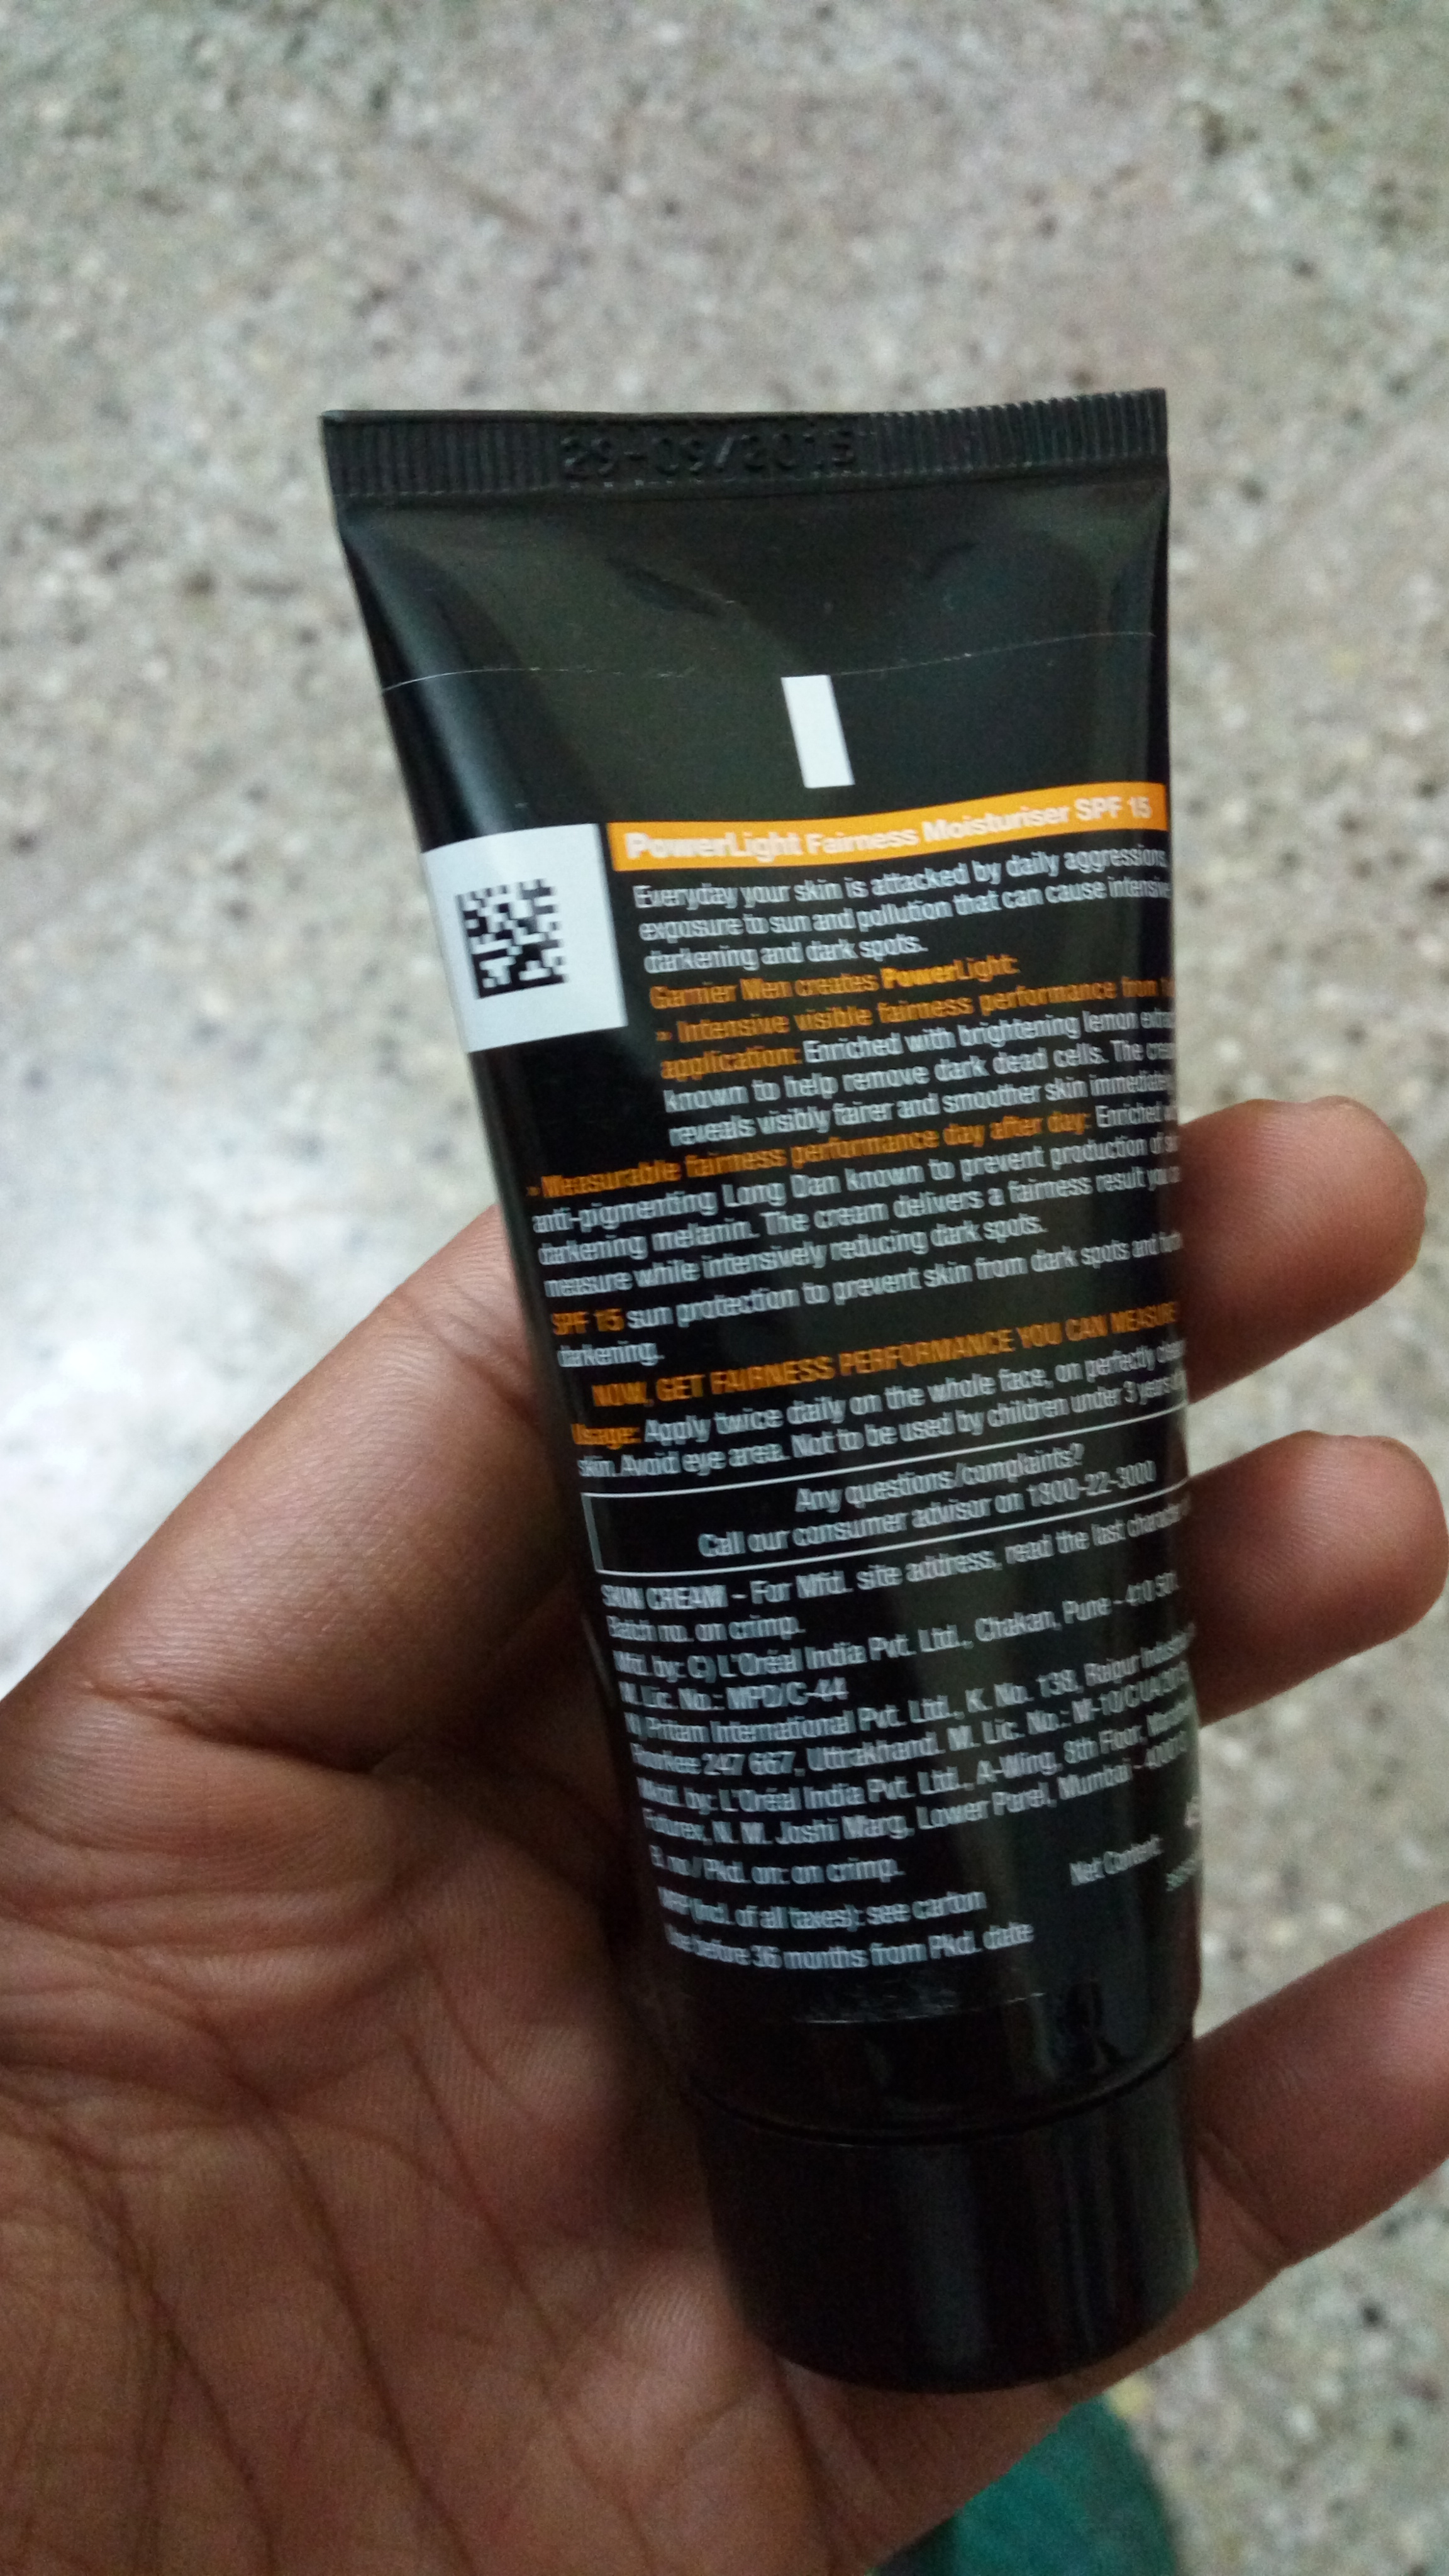 29-09/2015
PowerLight Fairness Moisturiser SPF 15
Everyday your skin is attacked by daily aggressions,
exposure to sun and pollution that can cause intensive
darkening and dark spots.
Garnier Men creates PowerLight:
» Intensive visible fairness performance from
application: Enriched with brightening lemon
known to help remove dark dead cells. The
reveals visibly fairer and smoother skin immediately
» Measurable fairness performance day after day: Enriched
anti-pigmenting Long Dan known to prevent production of
darkening melanin. The cream delivers a fairness result you
measure while intensively reducing dark spots.
SPF 15 sun protection to prevent skin from dark spots and
darkening.
NOW, GET FAIRNESS PERFORMANCE YOU CAN MEASURE
Usage: Apply twice daily on the whole face, on perfectly
skin. Avoid eye area. Not to be used by children under 3 years
Any questions/complaints?
Call our consumer advisor on 1800-22-3000
SKIN CREAM - For Mfd. site address, read the last character
Batch no. on crimp.
Mfd. by: C) L'Oréal India Pvt. Ltd., Chakan, Pune - 410 501.
M. Lic. No.: MPD/C-44
N) Pritam International Pvt. Ltd., K. No. 138, Raipur
Roorkee 247 667, Uttrakhand. M. Lic. No.:
Mktd. by: L'Oréal India Pvt. Ltd., A-Wing, 8th Floor,
Futurex, N. M. Joshi Marg, Lower Parel, Mumbai -
B. no / Pkd. on: on crimp.
Net Content:
MRP (incl. of all taxes): see carton
Use before 36 months from Pkd. date